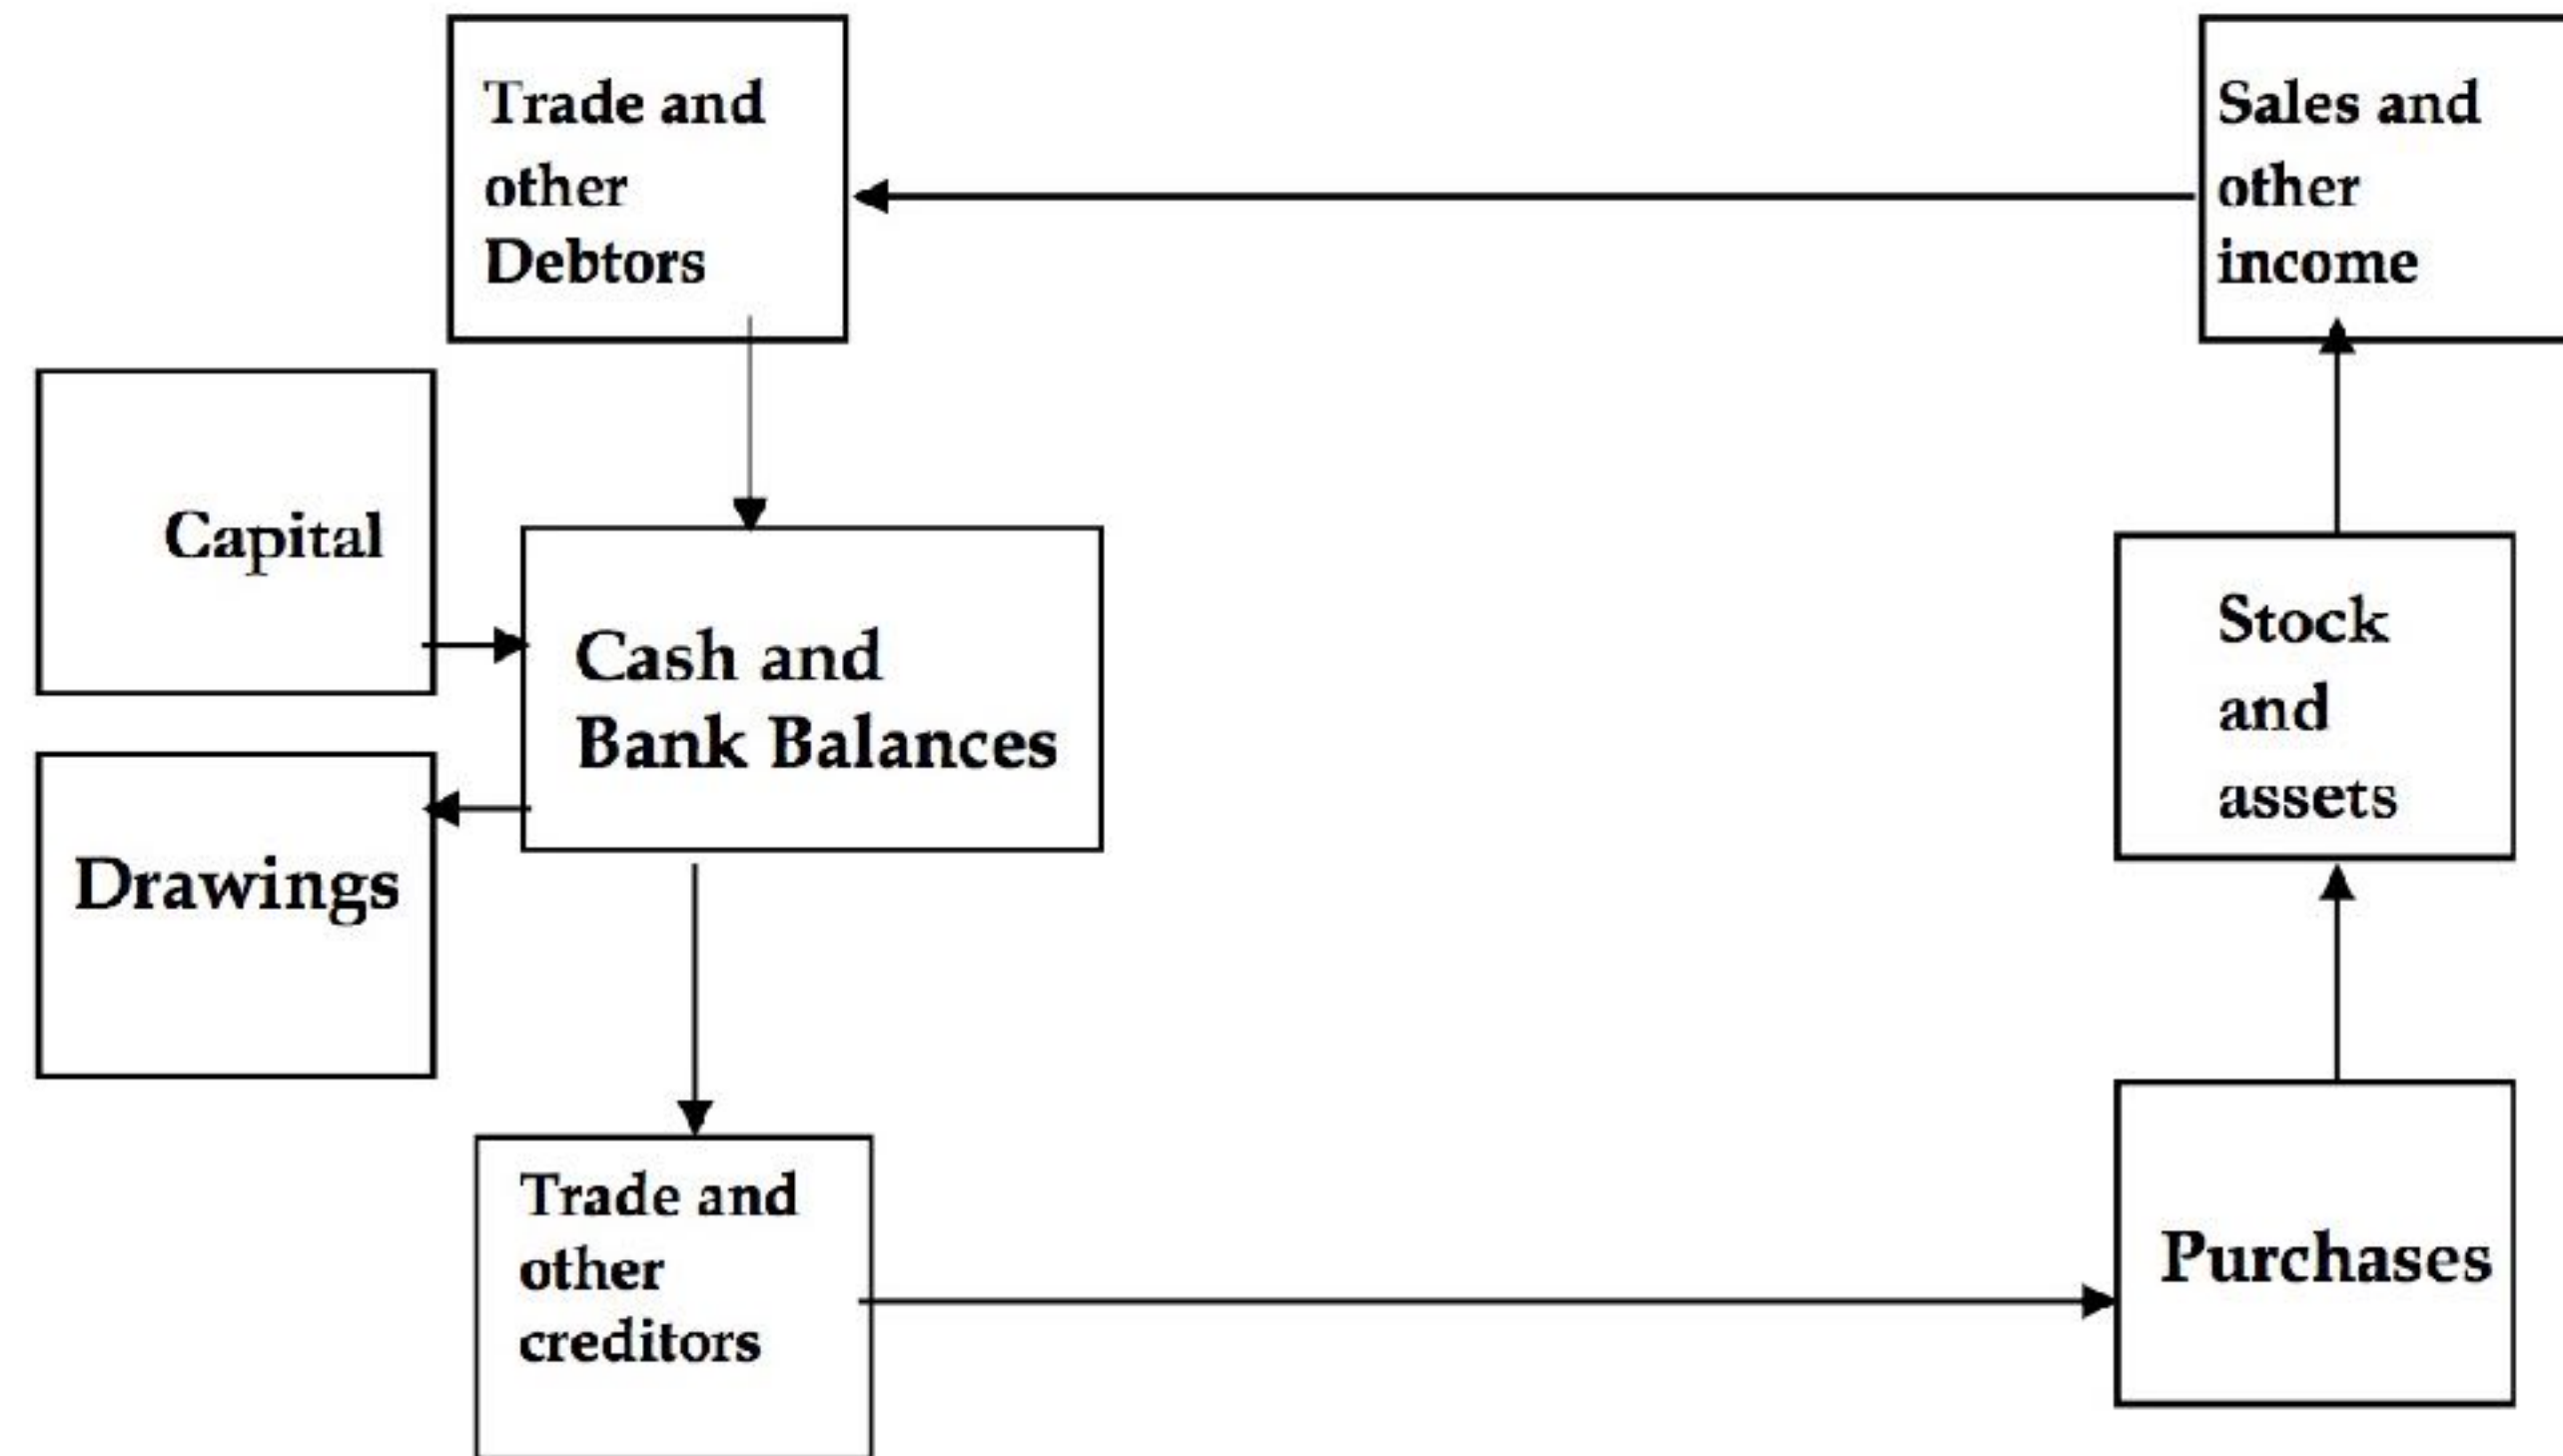 Trade and
other
Debtors
Sales and
other
income
Capital
Cash and
Bank Balances
Stock
and
assets
Drawings
Trade and
other
creditors
Purchases